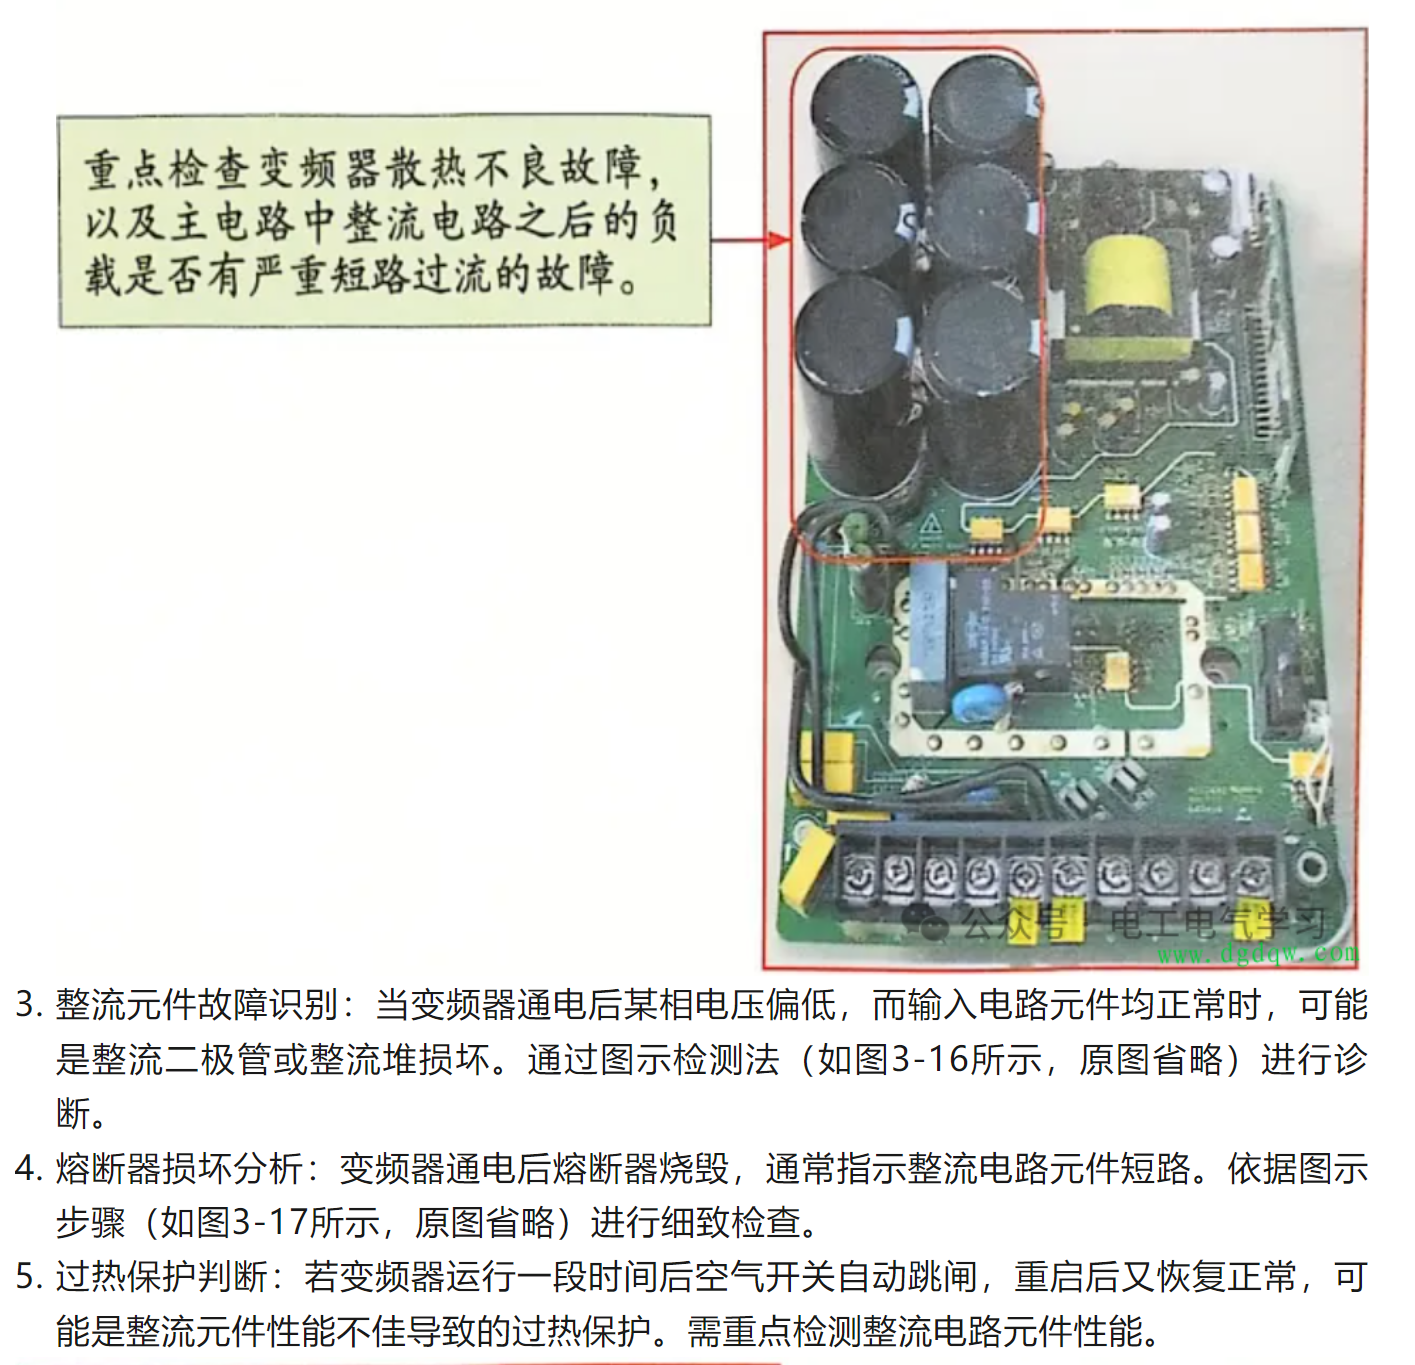 重点检查变频器散热不良故障，
以及主电路中整流电路之后的负
载是否有严重短路过流的故障。
公众号·电工电气学习
www.dgdqw.com
3. 整流元件故障识别：当变频器通电后某相电压偏低，而输入电路元件均正常时，可能
是整流二极管或整流堆损坏。通过图示检测法（如图3-16所示，原图省略）进行诊
断。
4. 熔断器损坏分析：变频器通电后熔断器烧毁，通常指示整流电路元件短路。依据图示
步骤（如图3-17所示，原图省略）进行细致检查。
5. 过热保护判断：若变频器运行一段时间后空气开关自动跳闸，重启后又恢复正常，可
能是整流元件性能不佳导致的过热保护。需重点检测整流电路元件性能。